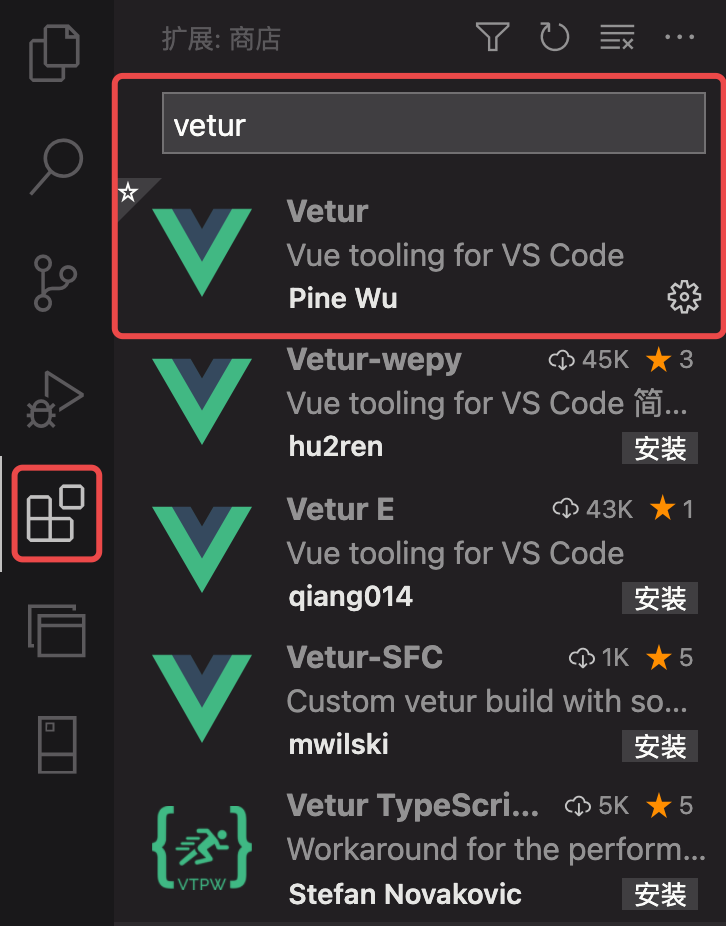 扩展: 商店
vetur
Vetur
Vue tooling for VS Code
Pine Wu
Vetur-wepy 45K 3
Vue tooling for VS Code 简...
hu2ren 安装
Vetur E 43K 1
Vue tooling for VS Code
qiang014 安装
Vetur-SFC 1K 5
Custom vetur build with so...
mwilski 安装
Vetur TypeScri... 5K 5
Workaround for the perform...
VTPW
Stefan Novakovic 安装